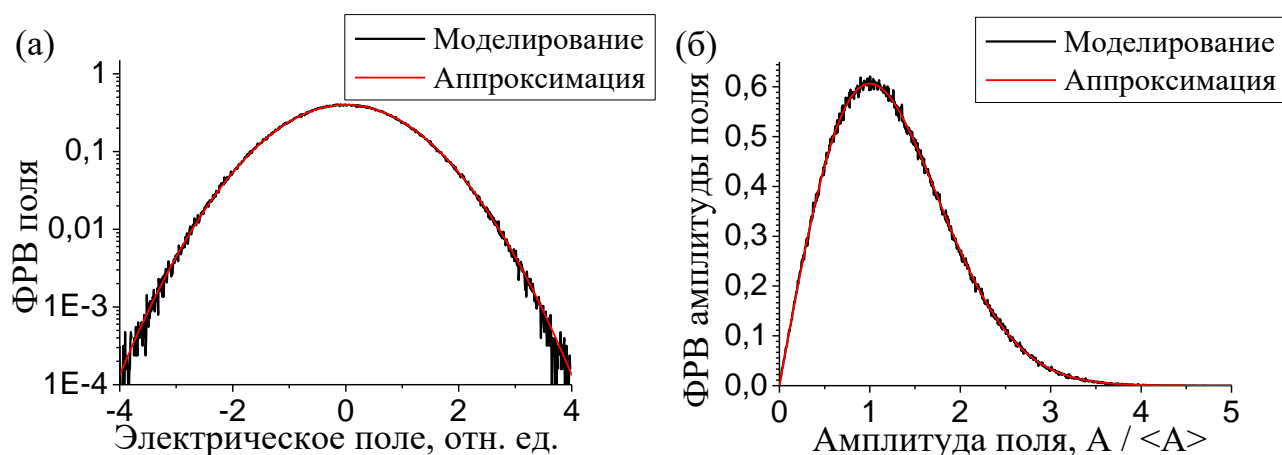 (а)
Моделирование
Аппроксимация
ФРВ поля
1
0,1
0,01
1E-3
1E-4
-4 -2 0 2 4
Электрическое поле, отн. ед.
(б)
Моделирование
Аппроксимация
ФРВ амплитуды поля
0,6
0,5
0,4
0,3
0,2
0,1
0,0
0 1 2 3 4 5
Амплитуда поля, A / <A>